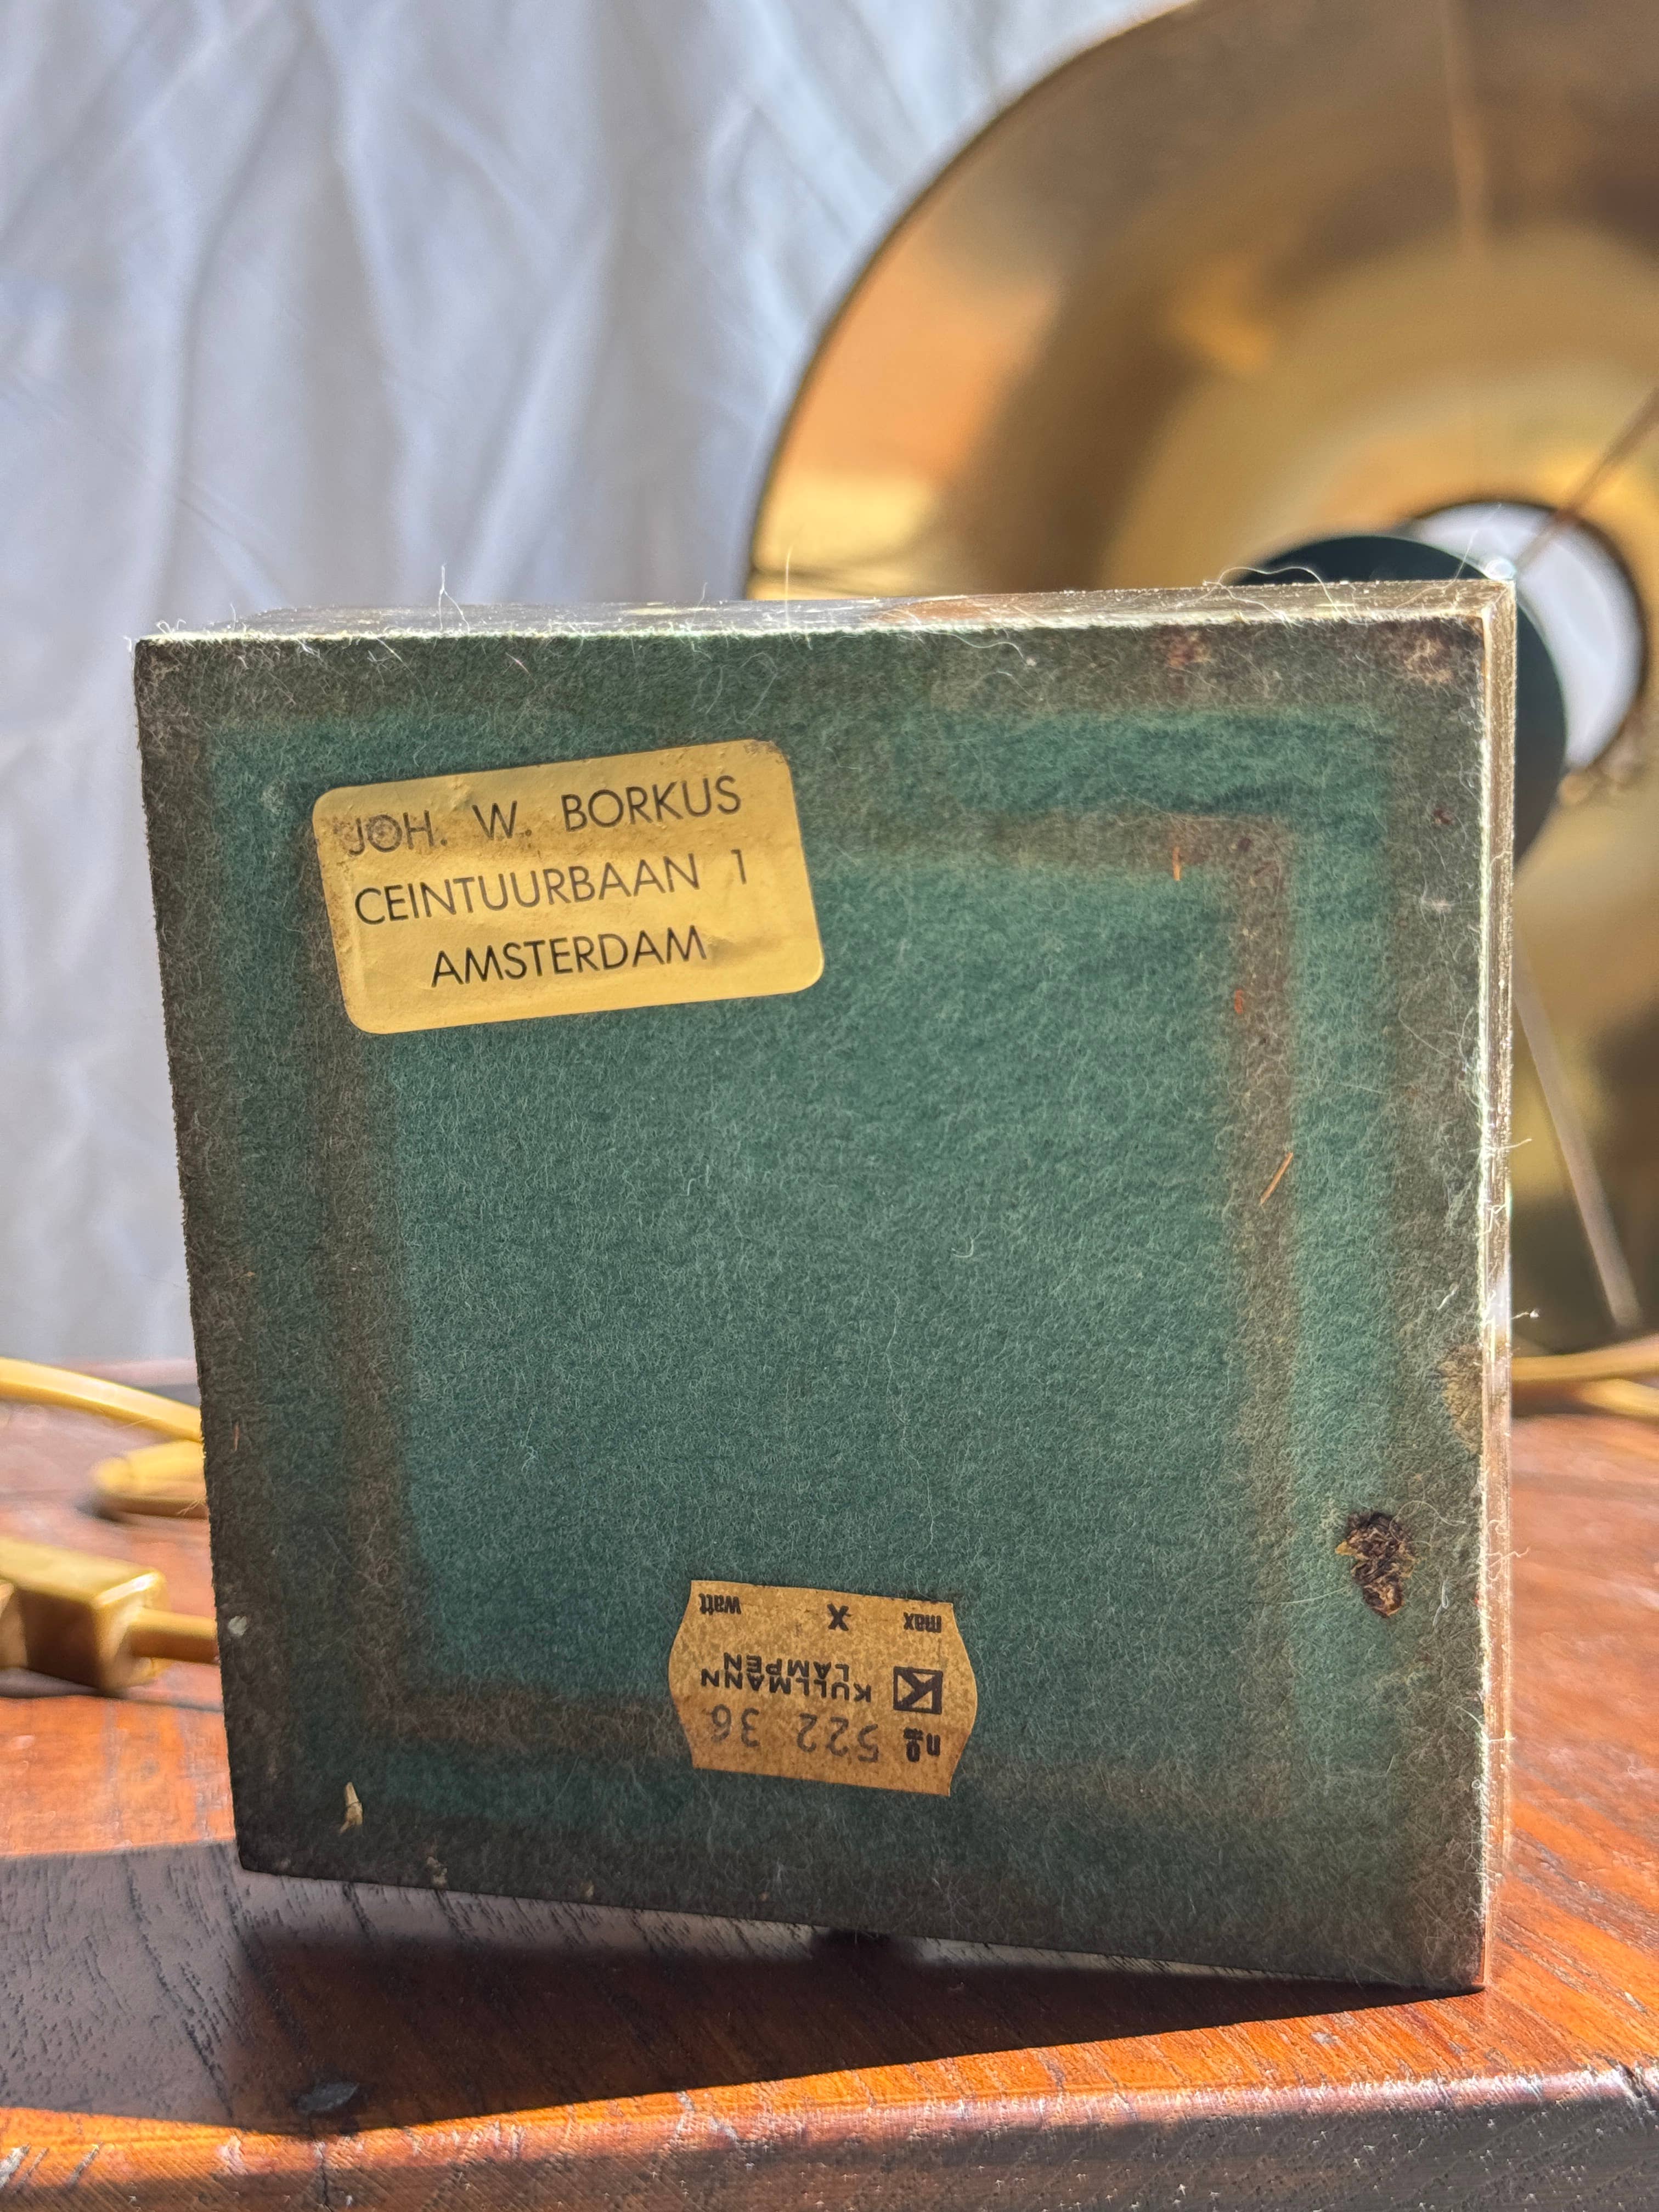 JOH. W. BORKUS
CEINTUURBAAN 1
AMSTERDAM
no 522 36
K KULLMANN
LAMPEN
max X watt